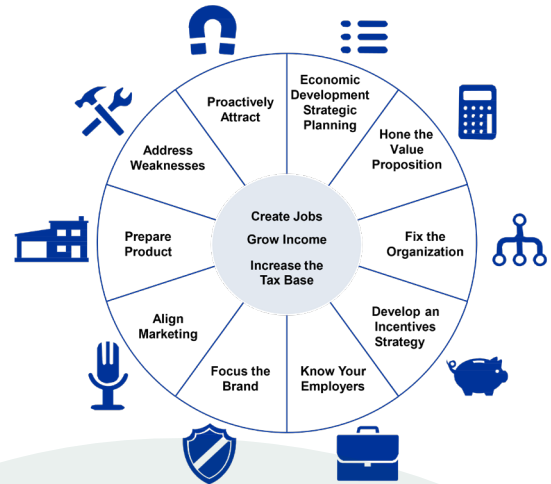 Economic
Development
Strategic
Planning
Hone the
Value
Proposition
Fix the
Organization
Develop an
Incentives
Strategy
Know Your
Employers
Focus the
Brand
Align
Marketing
Prepare
Product
Address
Weaknesses
Proactively
Attract
Create Jobs
Grow Income
Increase the
Tax Base